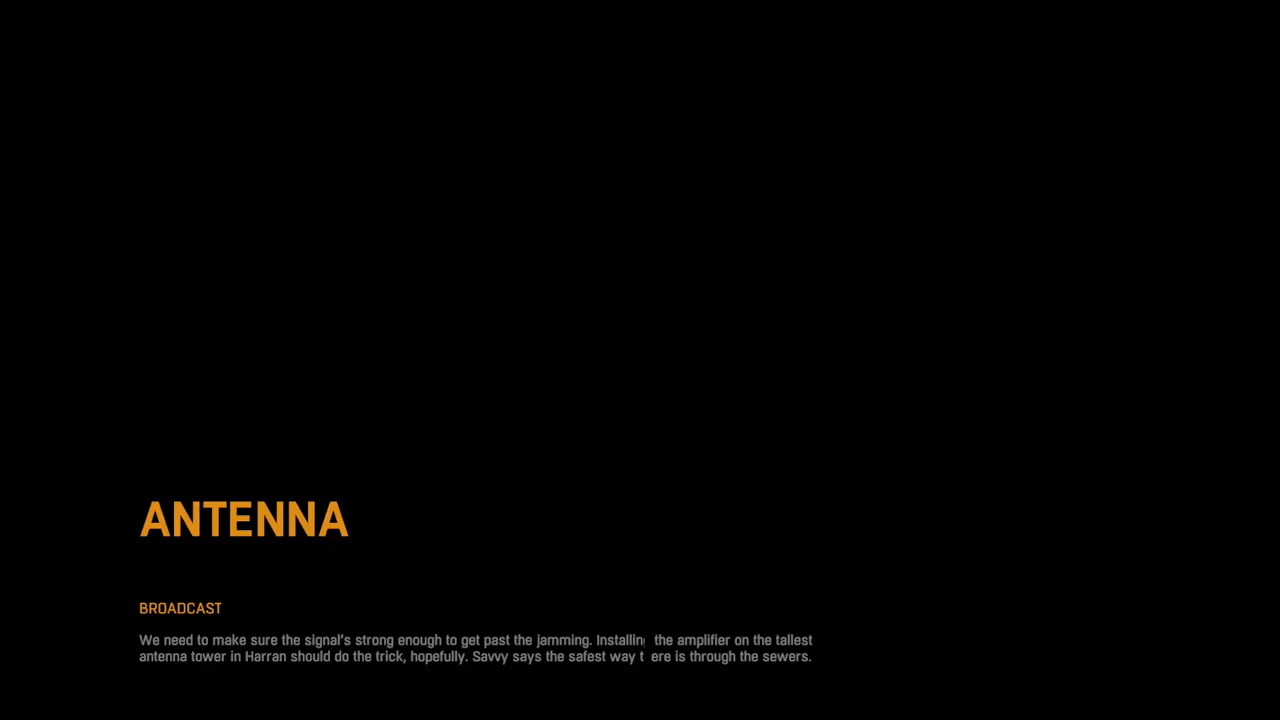 ANTENNA
BROADCAST
We need to make sure the signal's strong enough to get past the jamming. Installing the amplifier on the tallest
antenna tower in Harran should do the trick, hopefully. Savvy says the safest way t ere is through the sewers.